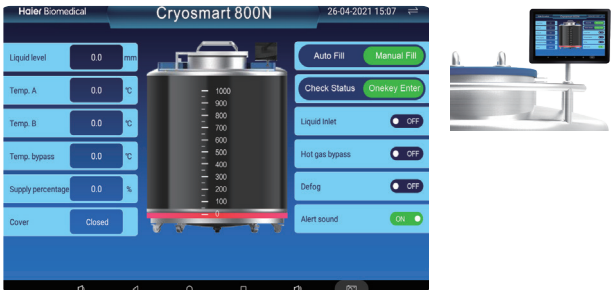 Haier Biomedical
Cryosmart 800N
26-04-2021 15:07
Liquid level 0.0 mm
Temp. A 0.0 ℃
Temp. B 0.0 ℃
Temp. bypass 0.0 ℃
Supply percentage 0.0 %
Cover Closed
1000
900
800
700
600
500
400
300
200
100
0
Auto Fill Manual Fill
Check Status Onekey Enter
Liquid Inlet OFF
Hot gas bypass OFF
Defog OFF
Alert sound ON